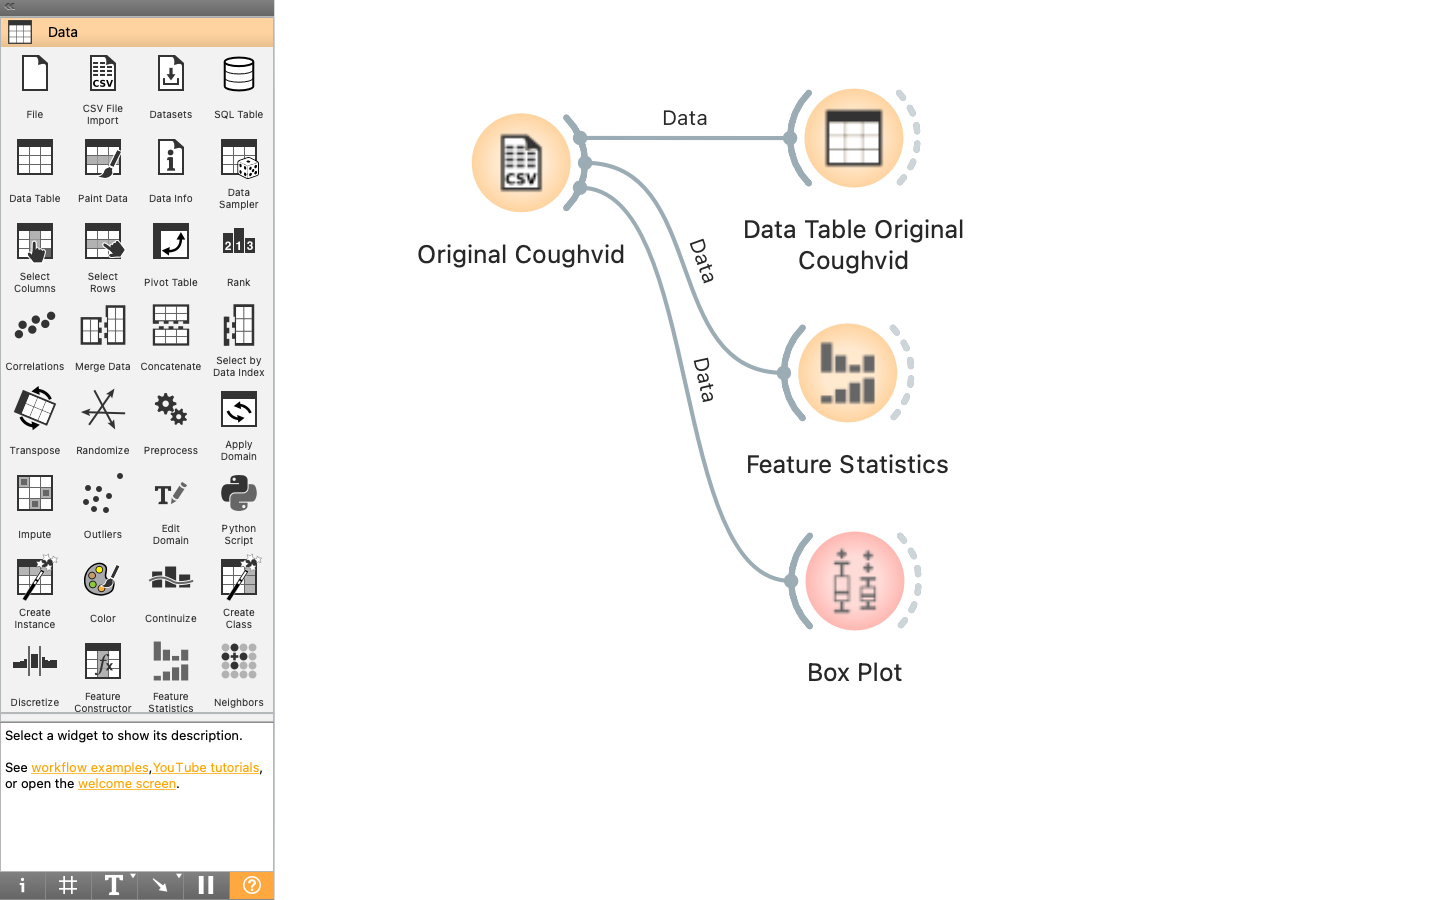 Data
File
CSV File
Import
Datasets
SQL Table
Data Table
Paint Data
Data Info
Data
Sampler
Select
Columns
Select
Rows
Pivot Table
Rank
Correlations
Merge Data
Concatenate
Select by
Data Index
Transpose
Randomize
Preprocess
Apply
Domain
Impute
Outliers
Edit
Domain
Python
Script
Create
Instance
Color
Continuize
Create
Class
Discretize
Feature
Constructor
Feature
Statistics
Neighbors
Select a widget to show its description.
See workflow examples, YouTube tutorials,
or open the welcome screen.
CSV
Original Coughvid
Data
Data Table Original
Coughvid
Data
Feature Statistics
Data
Box Plot